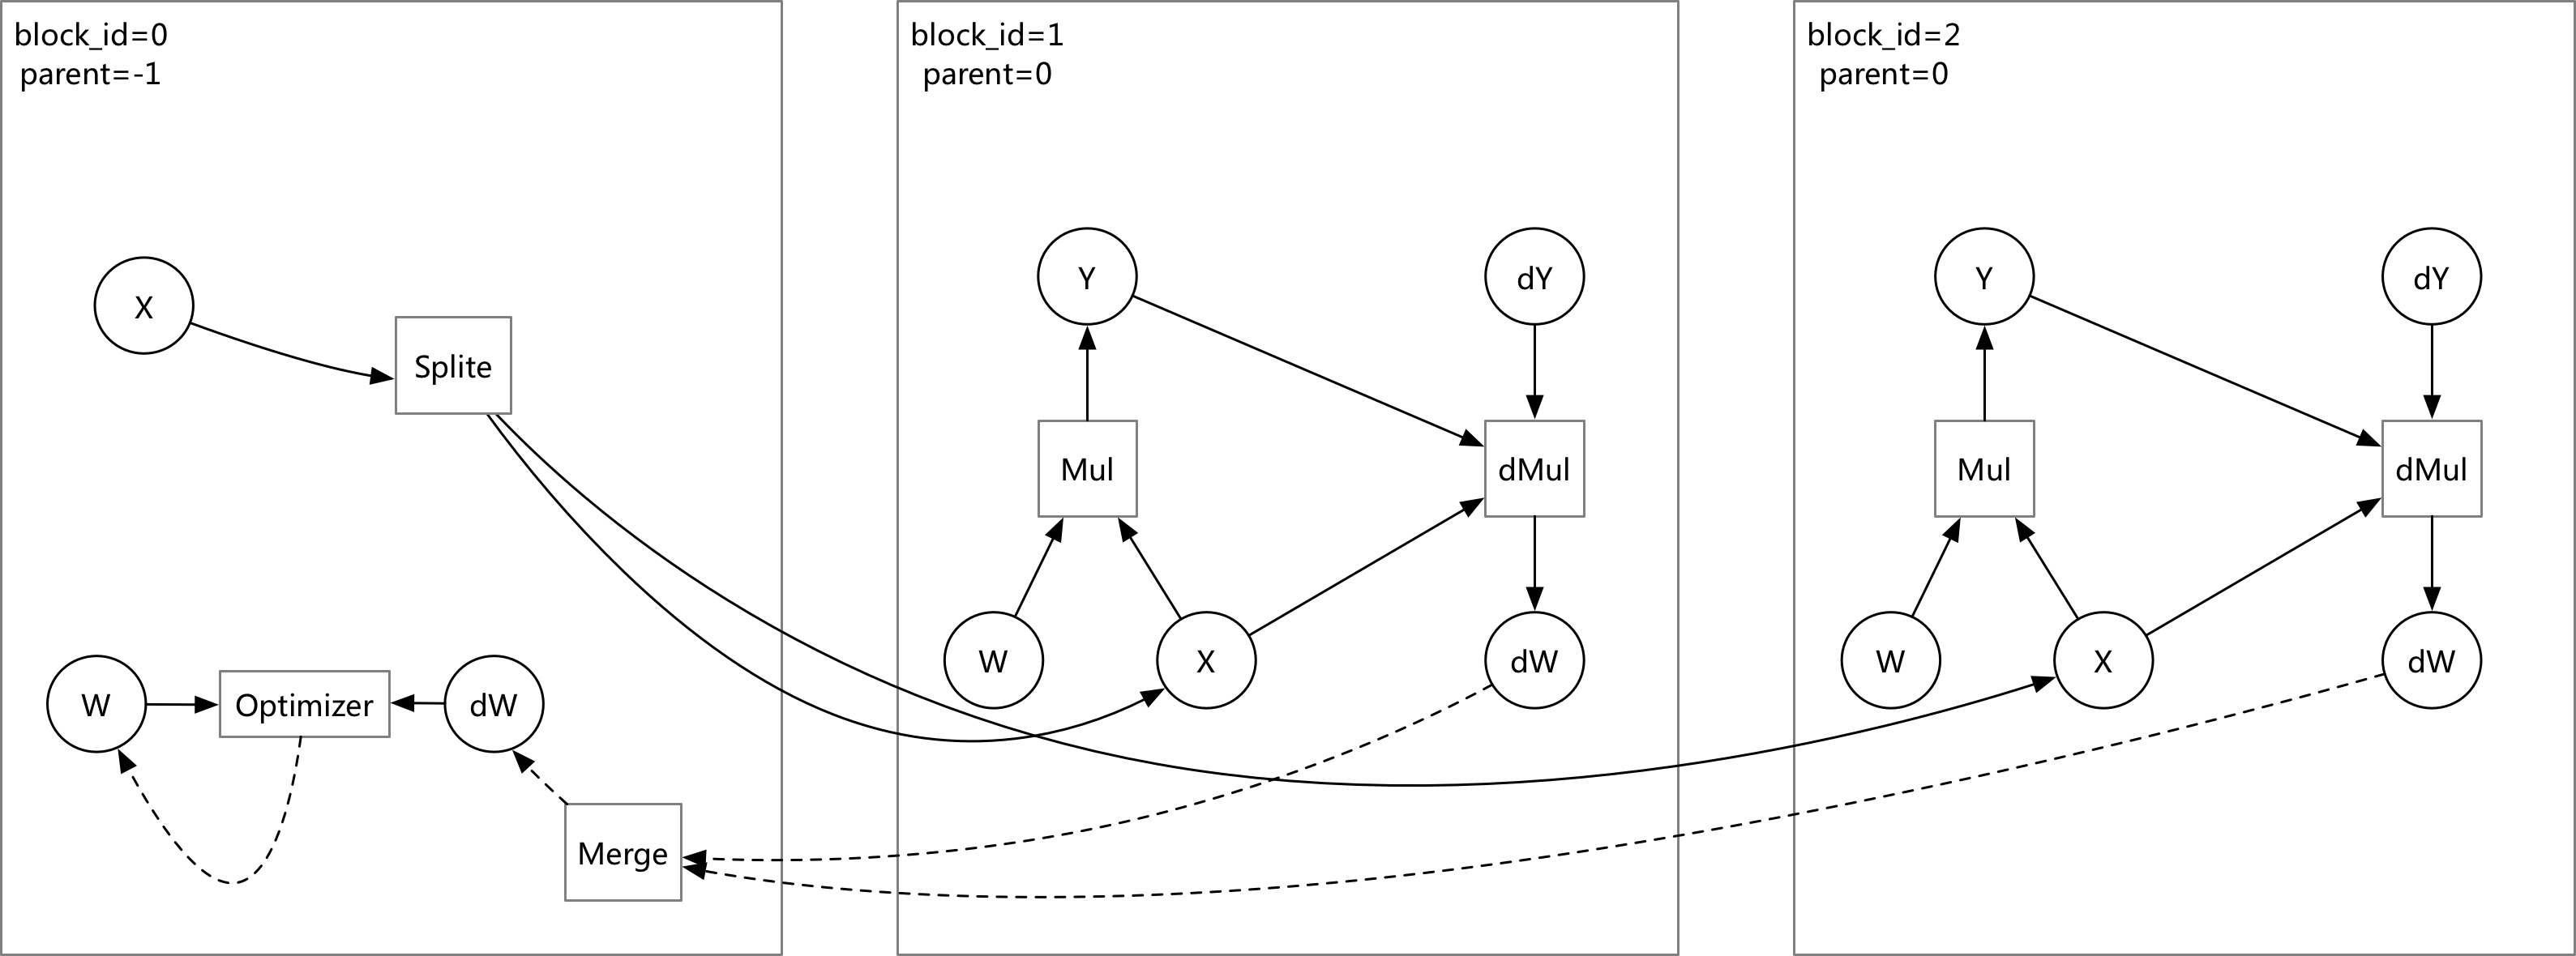 block_id=0
parent=-1
X
Splite
W
Optimizer
dW
Merge
block_id=1
parent=0
Y
dY
Mul
dMul
W
X
dW
block_id=2
parent=0
Y
dY
Mul
dMul
W
X
dW